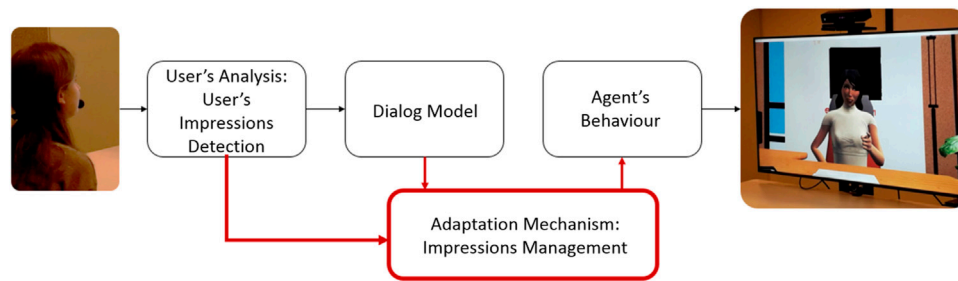 User's Analysis:
User's
Impressions
Detection
Dialog Model
Agent's
Behaviour
Adaptation Mechanism:
Impressions Management